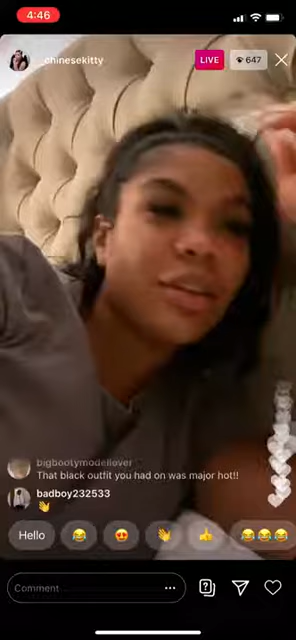 4:46
chinesekitty
LIVE
647
bigbootymodellover
That black outfit you had on was major hot!!
badboy232533
👋
Hello 😂 😍 👋 👍 😂😂😂
Comment